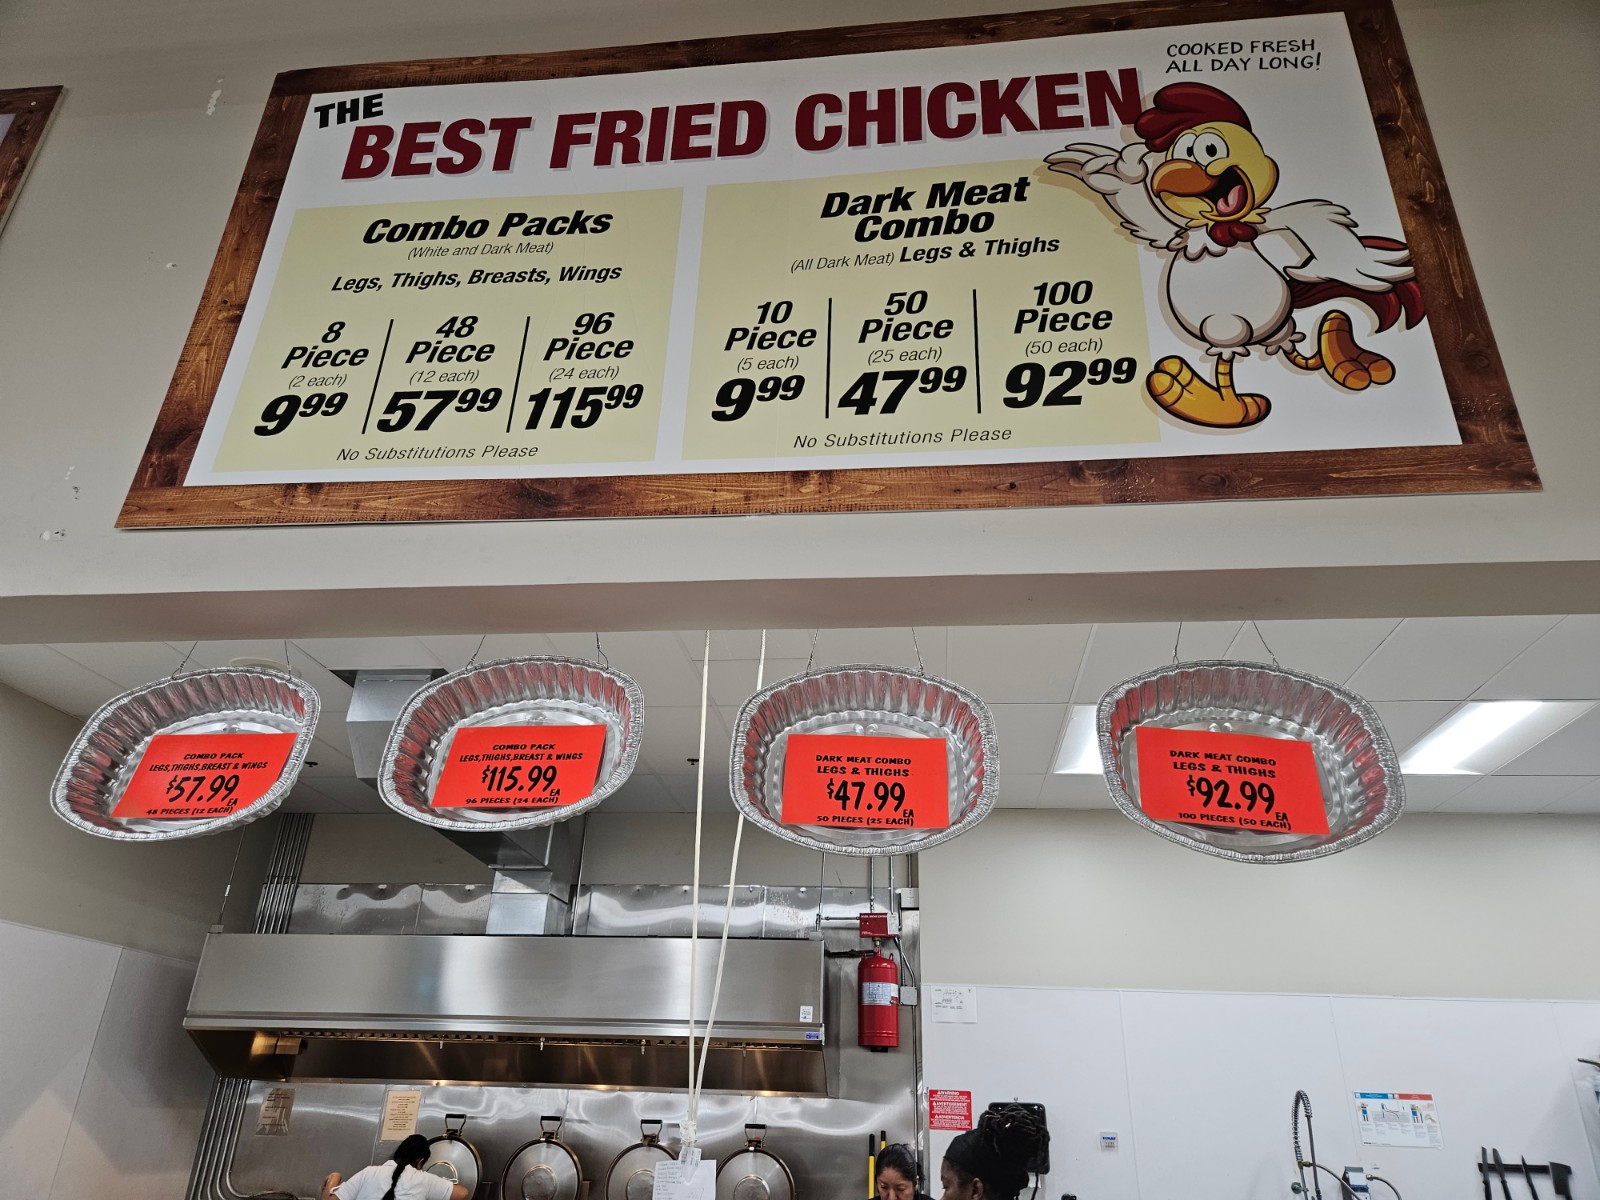 COOKED FRESH
ALL DAY LONG!
THE
BEST FRIED CHICKEN
Combo Packs
(White and Dark Meat)
Legs, Thighs, Breasts, Wings
8
Piece
(2 each)
9.99
48
Piece
(12 each)
57.99
96
Piece
(24 each)
115.99
No Substitutions Please
Dark Meat
Combo
(All Dark Meat) Legs & Thighs
10
Piece
(5 each)
9.99
50
Piece
(25 each)
47.99
100
Piece
(50 each)
92.99
No Substitutions Please
COMBO PACK
LEGS,THIGHS,BREAST & WINGS
$57.99 EA
48 PIECES (12 EACH)
COMBO PACK
LEGS,THIGHS,BREAST & WINGS
$115.99 EA
96 PIECES (24 EACH)
DARK MEAT COMBO
LEGS & THIGHS
$47.99 EA
50 PIECES (25 EACH)
DARK MEAT COMBO
LEGS & THIGHS
$92.99 EA
100 PIECES (50 EACH)